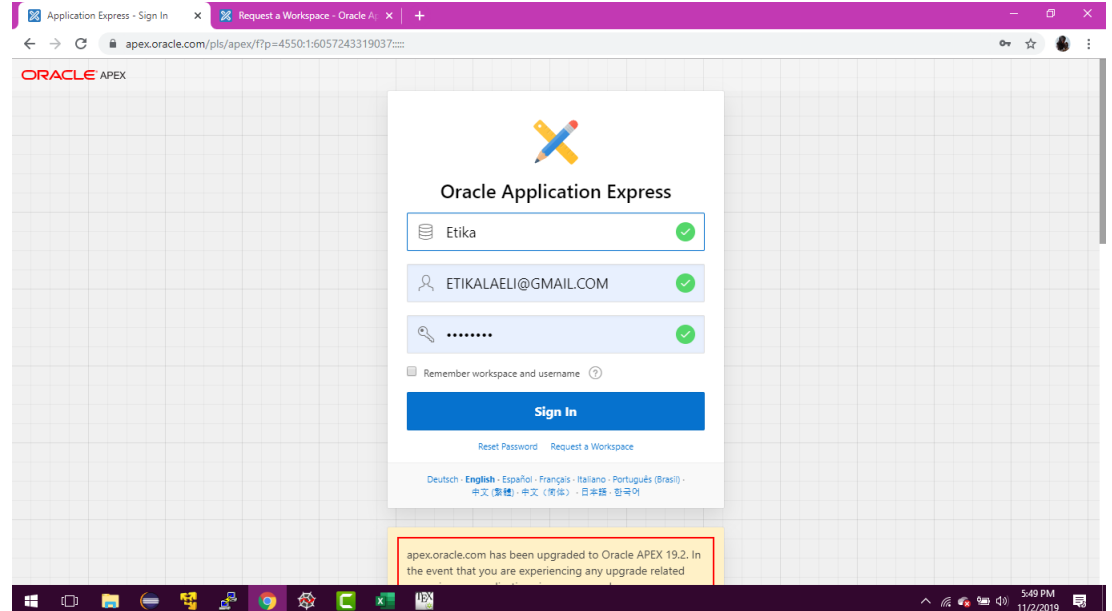 Application Express - Sign In
Request a Workspace - Oracle Ap
apex.oracle.com/pls/apex/f?p=4550:1:6057243319037:::::
ORACLE APEX
Oracle Application Express
Etika
ETIKALAELI@GMAIL.COM
••••••••
Remember workspace and username ?
Sign In
Reset Password Request a Workspace
Deutsch · English · Español · Français · Italiano · Português (Brasil) ·
中文 (繁體) · 中文（简体） · 日本語 · 한국어
apex.oracle.com has been upgraded to Oracle APEX 19.2. In
the event that you are experiencing any upgrade related
5:49 PM
11/2/2019